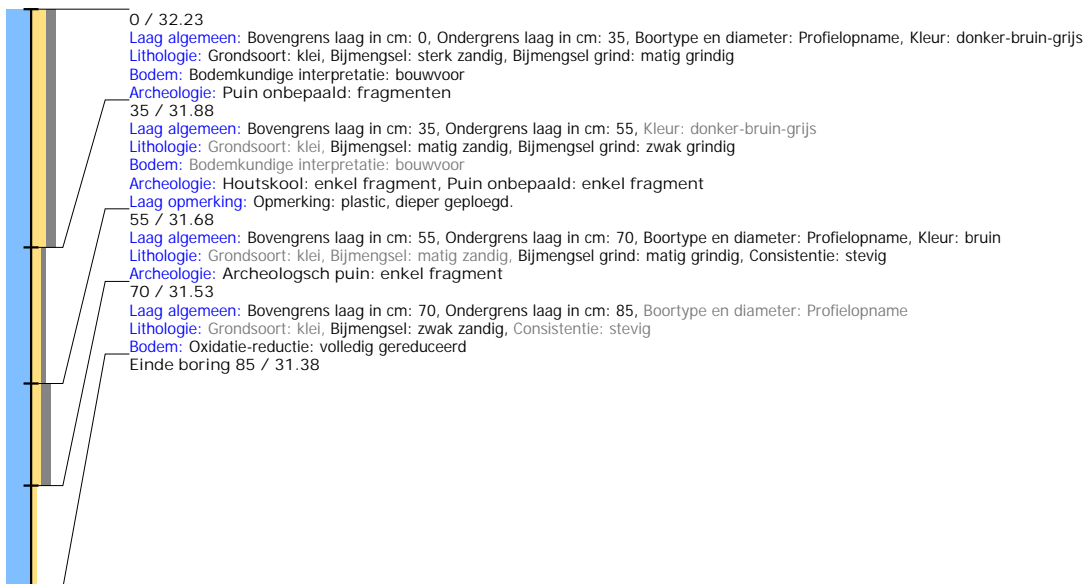 0 / 32.23
Laag algemeen: Bovengrens laag in cm: 0, Ondergrens laag in cm: 35, Boortype en diameter: Profielopname, Kleur: donker-bruin-grijs
Lithologie: Grondsoort: klei, Bijmengsel: sterk zandig, Bijmengsel grind: matig grindig
Bodem: Bodemkundige interpretatie: bouwvoor
Archeologie: Puin onbepaald: fragmenten
35 / 31.88
Laag algemeen: Bovengrens laag in cm: 35, Ondergrens laag in cm: 55, Kleur: donker-bruin-grijs
Lithologie: Grondsoort: klei, Bijmengsel: matig zandig, Bijmengsel grind: zwak grindig
Bodem: Bodemkundige interpretatie: bouwvoor
Archeologie: Houtskool: enkel fragment, Puin onbepaald: enkel fragment
Laag opmerking: Opmerking: plastic, dieper geploegd.
55 / 31.68
Laag algemeen: Bovengrens laag in cm: 55, Ondergrens laag in cm: 70, Boortype en diameter: Profielopname, Kleur: bruin
Lithologie: Grondsoort: klei, Bijmengsel: matig zandig, Bijmengsel grind: matig grindig, Consistentie: stevig
Archeologie: Archeologsch puin: enkel fragment
70 / 31.53
Laag algemeen: Bovengrens laag in cm: 70, Ondergrens laag in cm: 85, Boortype en diameter: Profielopname
Lithologie: Grondsoort: klei, Bijmengsel: zwak zandig, Consistentie: stevig
Bodem: Oxidatie-reductie: volledig gereduceerd
Einde boring 85 / 31.38